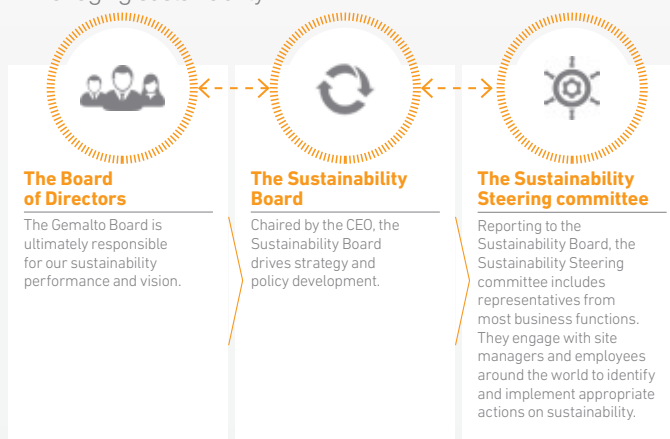 The Board
of Directors
The Gemalto Board is
ultimately responsible
for our sustainability
performance and vision.
The Sustainability
Board
Chaired by the CEO, the
Sustainability Board
drives strategy and
policy development.
The Sustainability
Steering committee
Reporting to the
Sustainability Board, the
Sustainability Steering
committee includes
representatives from
most business functions.
They engage with site
managers and employees
around the world to identify
and implement appropriate
actions on sustainability.